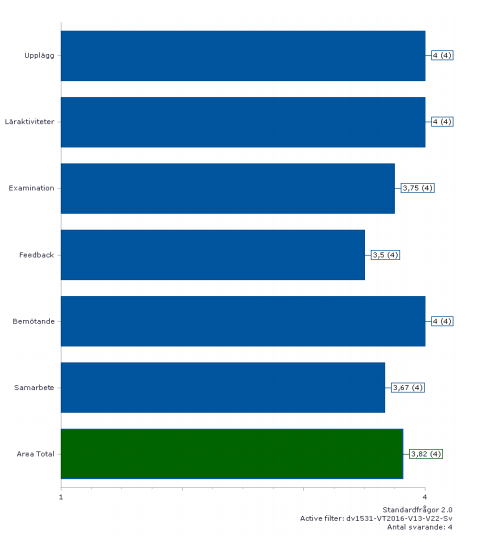 Upplägg 4 (4)
Läraktiviteter 4 (4)
Examination 3,75 (4)
Feedback 3,5 (4)
Bemötande 4 (4)
Samarbete 3,67 (4)
Area Total 3,82 (4)
1 4
Standardfrågor 2.0
Active filter: dv1531-VT2016-V13-V22-Sv
Antal svarande: 4